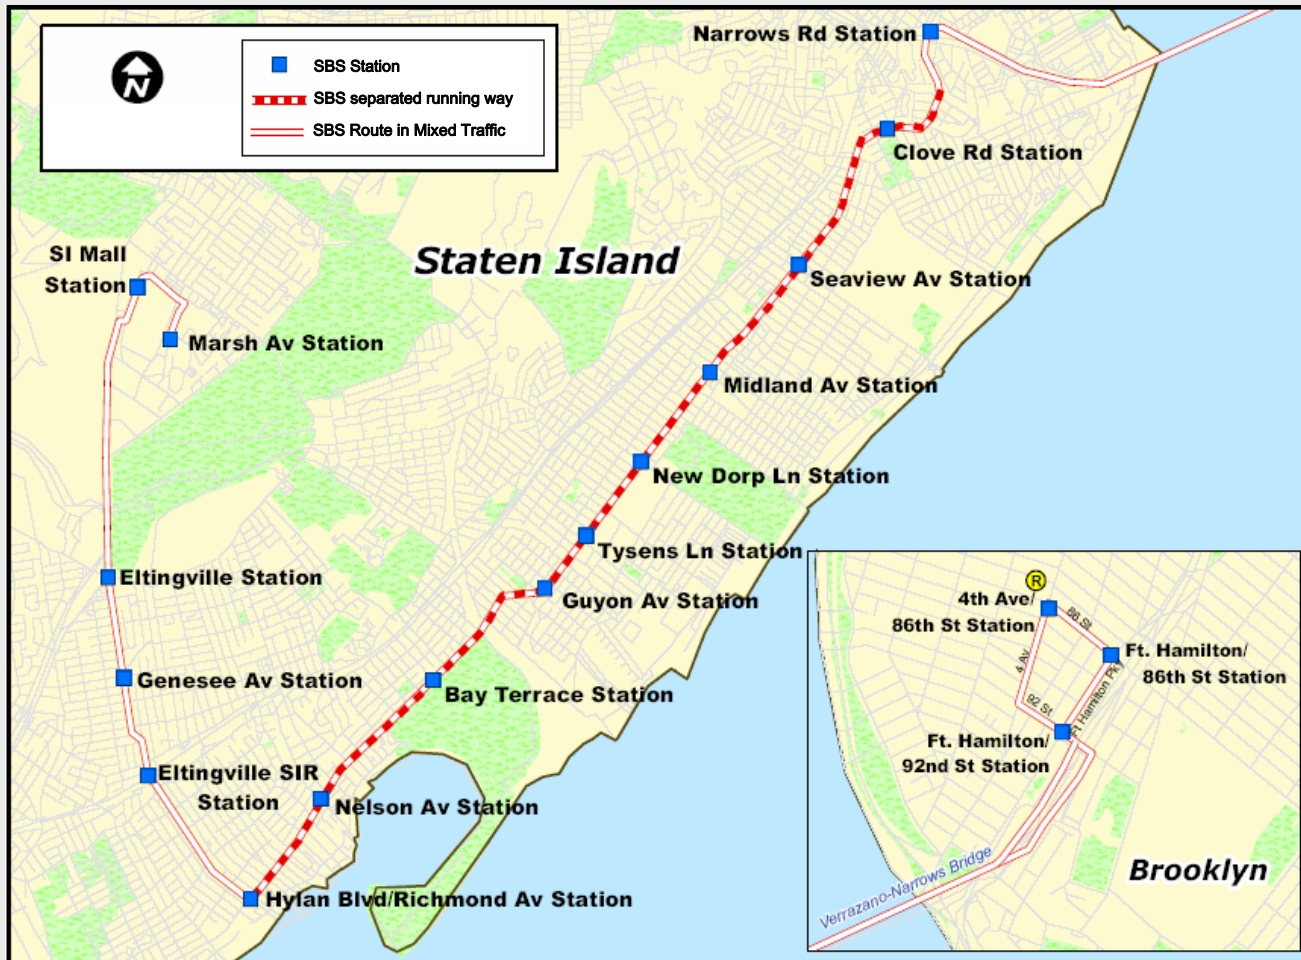 N
SBS Station
SBS separated running way
SBS Route in Mixed Traffic
Narrows Rd Station
Clove Rd Station
Staten Island
SI Mall
Station
Seaview Av Station
Marsh Av Station
Midland Av Station
New Dorp Ln Station
Tysens Ln Station
Eltingville Station
Guyon Av Station
Genesee Av Station
Bay Terrace Station
Eltingville SIR
Station
Nelson Av Station
Hylan Blvd/Richmond Av Station
R
4th Ave/
86th St Station
86 St
4 Av
Ft. Hamilton/
86th St Station
92 St
Ft Hamilton Pky
Ft. Hamilton/
92nd St Station
Verrazano-Narrows Bridge
Brooklyn